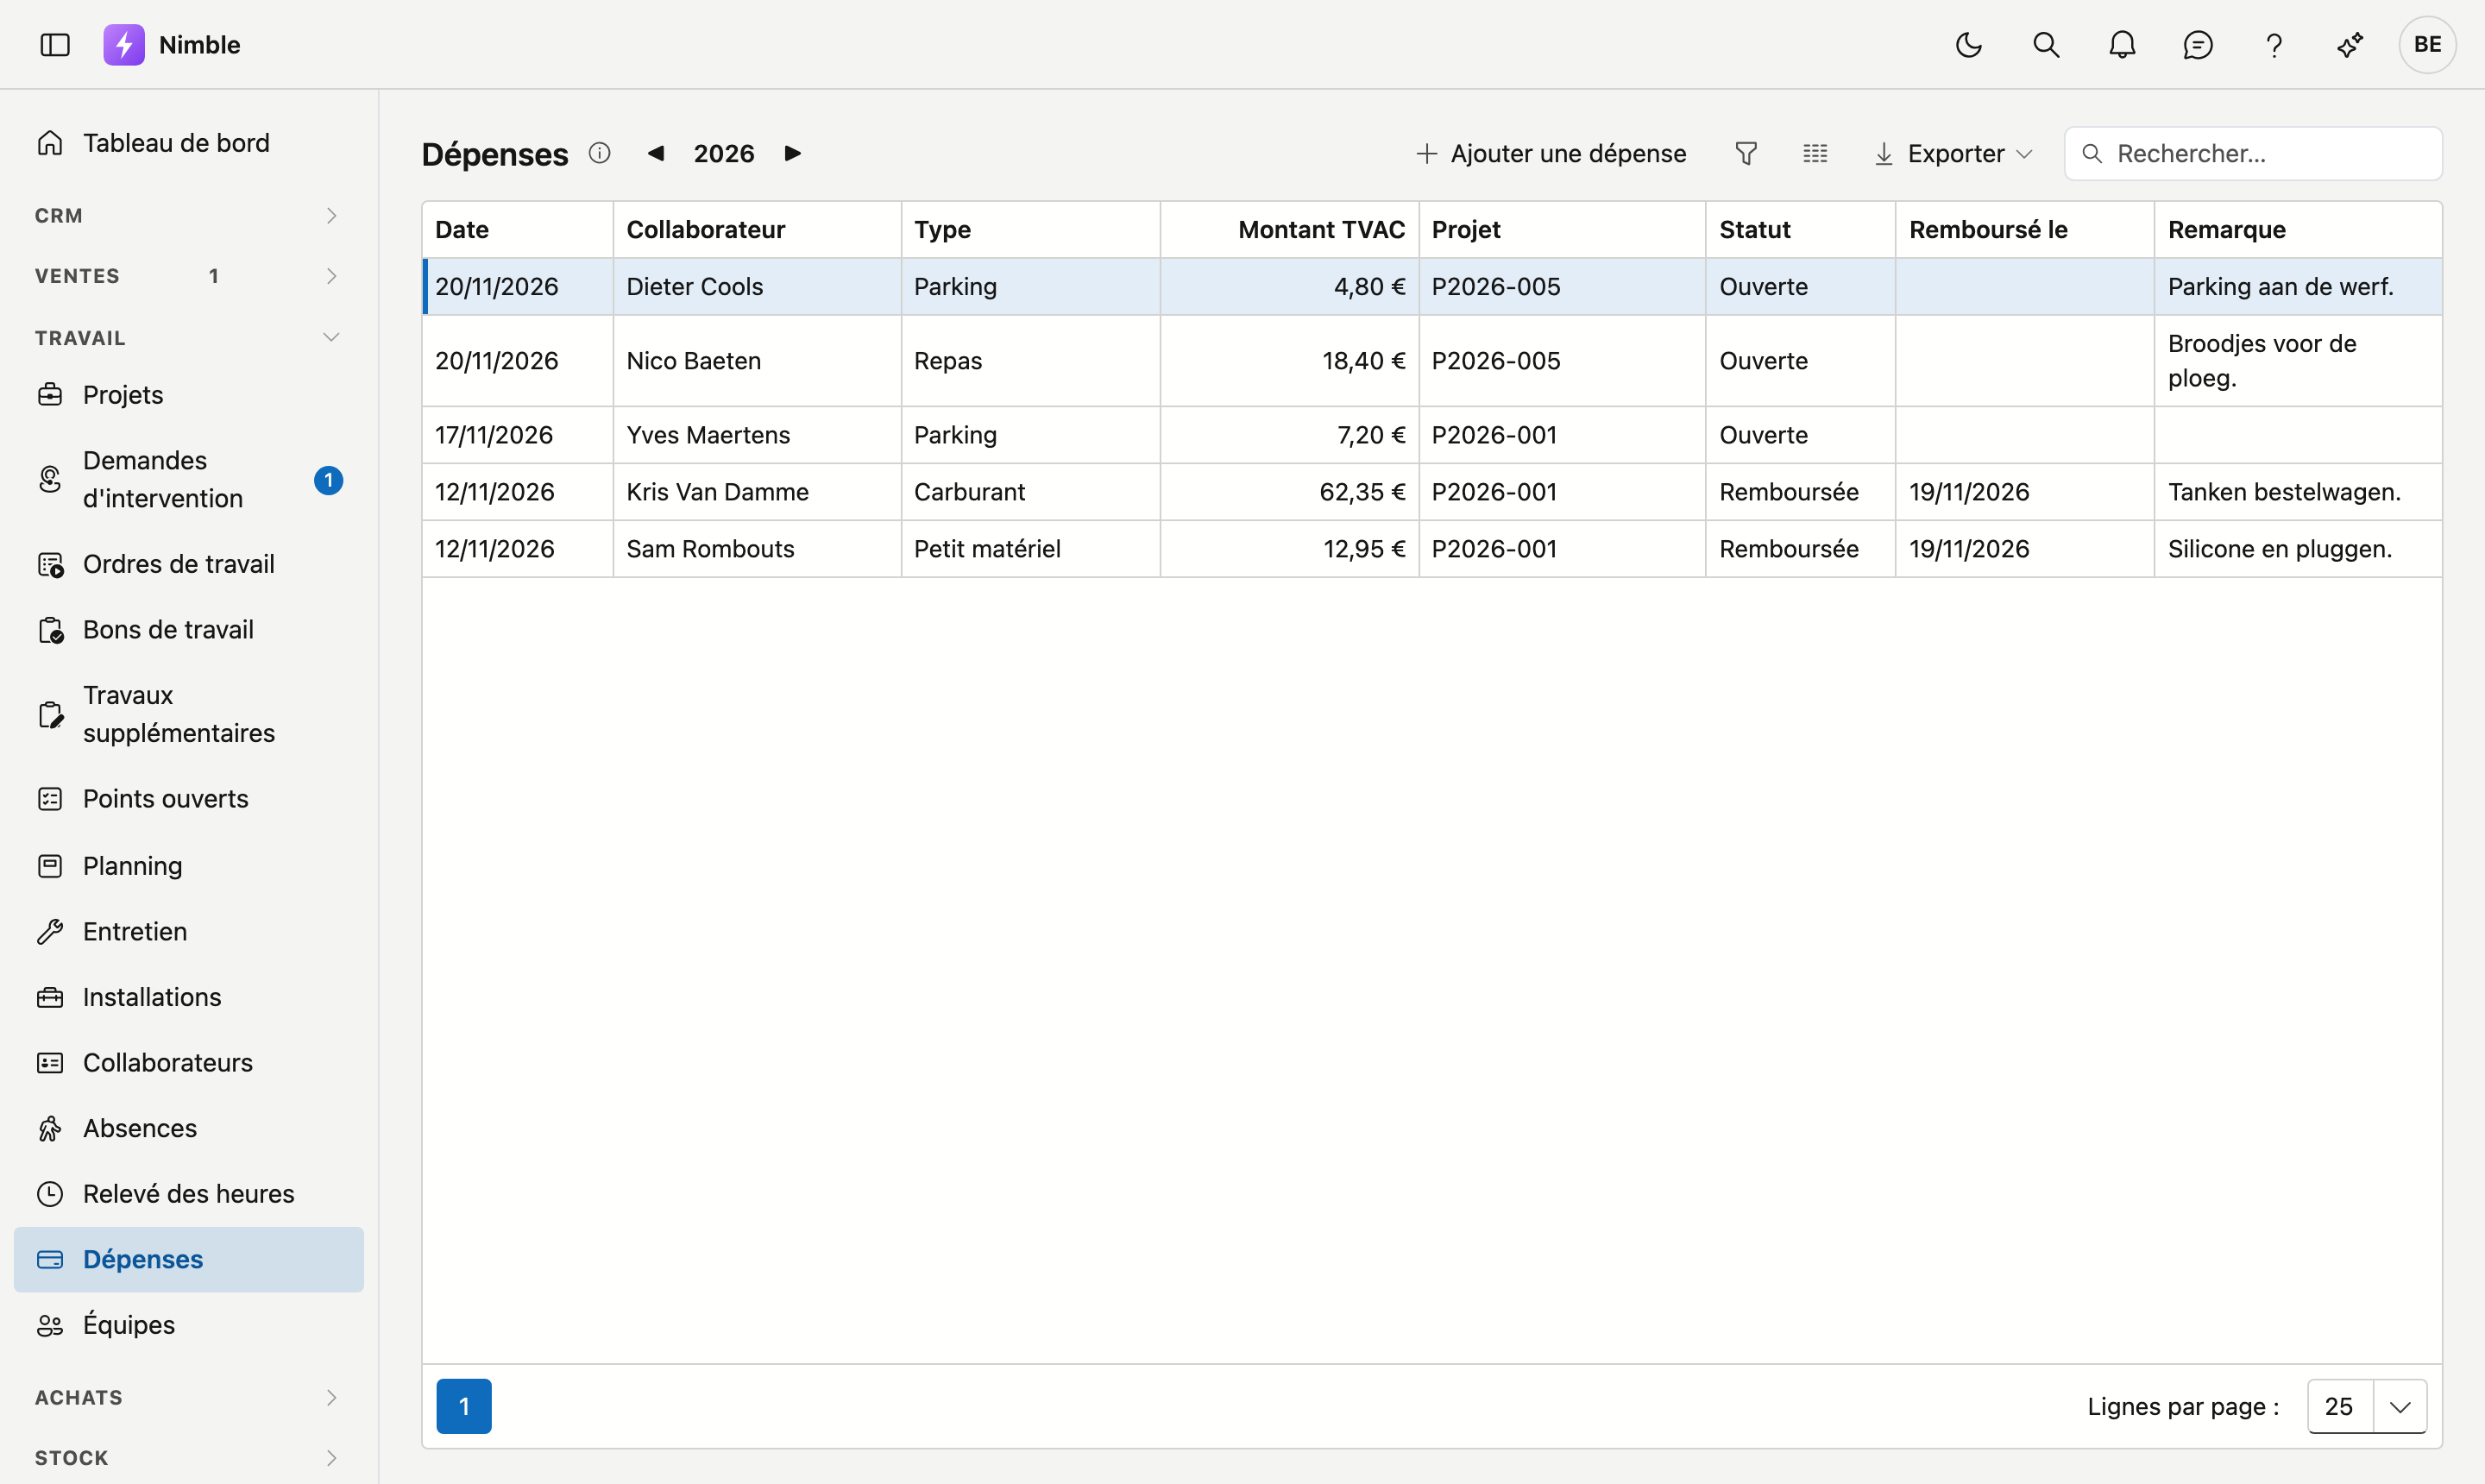 Nimble
BE
Tableau de bord
CRM
VENTES 1
TRAVAIL
Projets
Demandes
d'intervention
1
Ordres de travail
Bons de travail
Travaux
supplémentaires
Points ouverts
Planning
Entretien
Installations
Collaborateurs
Absences
Relevé des heures
Dépenses
Équipes
ACHATS
STOCK
Dépenses 2026 Ajouter une dépense Exporter Rechercher...
Date Collaborateur Type Montant TVAC Projet Statut Remboursé le Remarque
20/11/2026 Dieter Cools Parking 4,80 € P2026-005 Ouverte Parking aan de werf.
20/11/2026 Nico Baeten Repas 18,40 € P2026-005 Ouverte Broodjes voor de
ploeg.
17/11/2026 Yves Maertens Parking 7,20 € P2026-001 Ouverte
12/11/2026 Kris Van Damme Carburant 62,35 € P2026-001 Remboursée 19/11/2026 Tanken bestelwagen.
12/11/2026 Sam Rombouts Petit matériel 12,95 € P2026-001 Remboursée 19/11/2026 Silicone en pluggen.
1 Lignes par page : 25